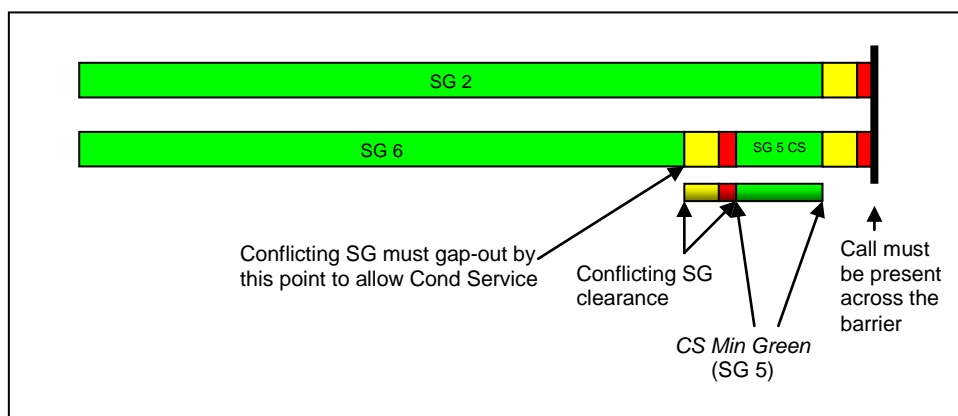 SG 2
SG 6
SG 5 CS
Conflicting SG must gap-out by
this point to allow Cond Service
Conflicting SG
clearance
CS Min Green
(SG 5)
Call must
be present
across the
barrier